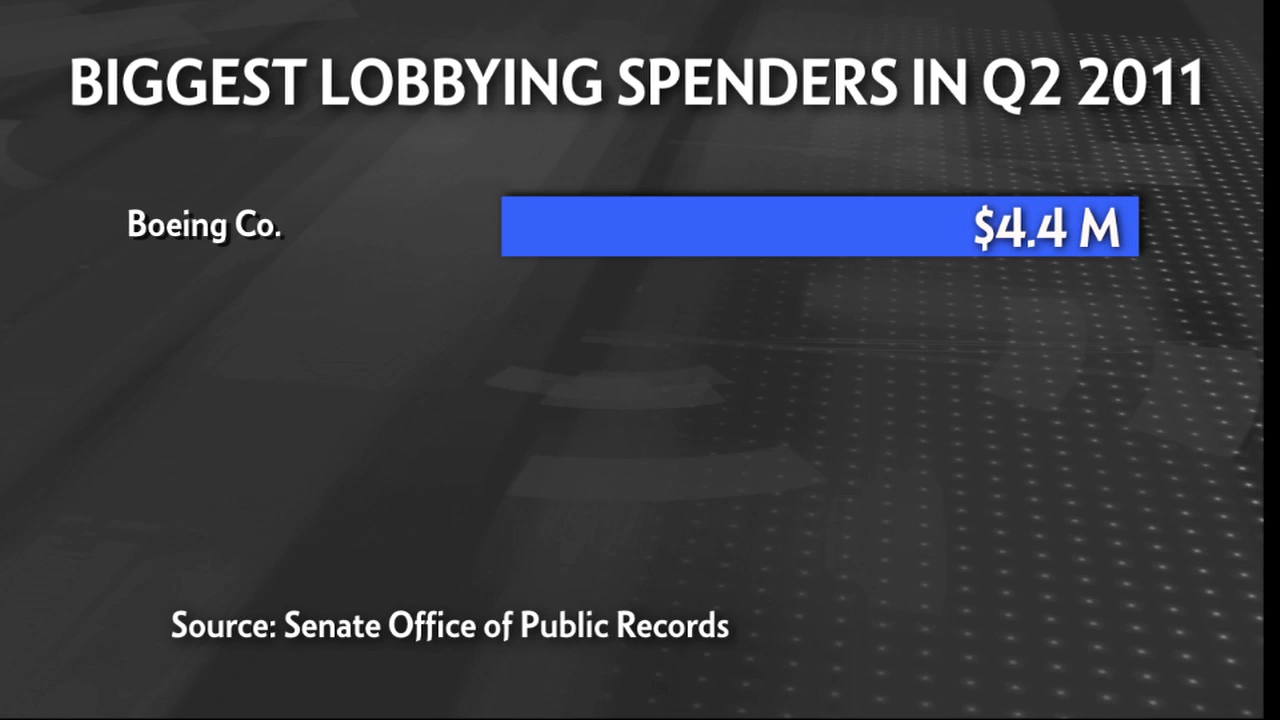 BIGGEST LOBBYING SPENDERS IN Q2 2011
Boeing Co.
$4.4 M
Source: Senate Office of Public Records